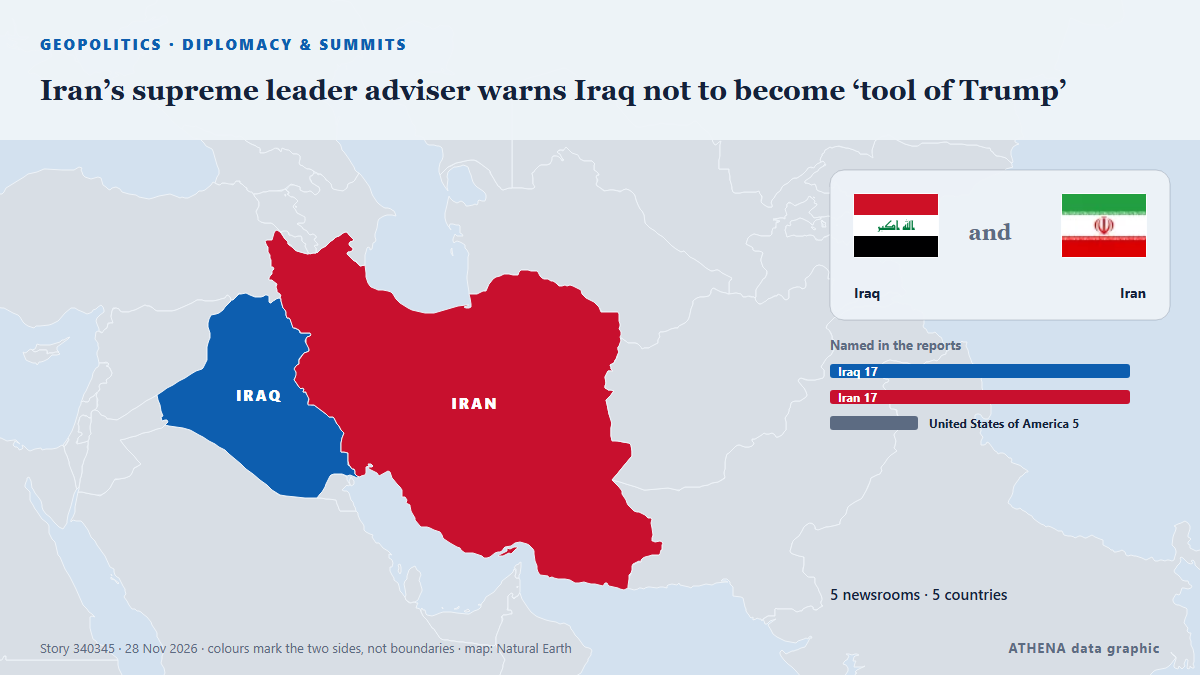 GEOPOLITICS · DIPLOMACY & SUMMITS
Iran’s supreme leader adviser warns Iraq not to become ‘tool of Trump’
الله اكبر
and
Iraq
Iran
Named in the reports
Iraq 17
Iran 17
United States of America 5
IRAQ
IRAN
5 newsrooms · 5 countries
Story 340345 · 28 Nov 2026 · colours mark the two sides, not boundaries · map: Natural Earth
ATHENA data graphic